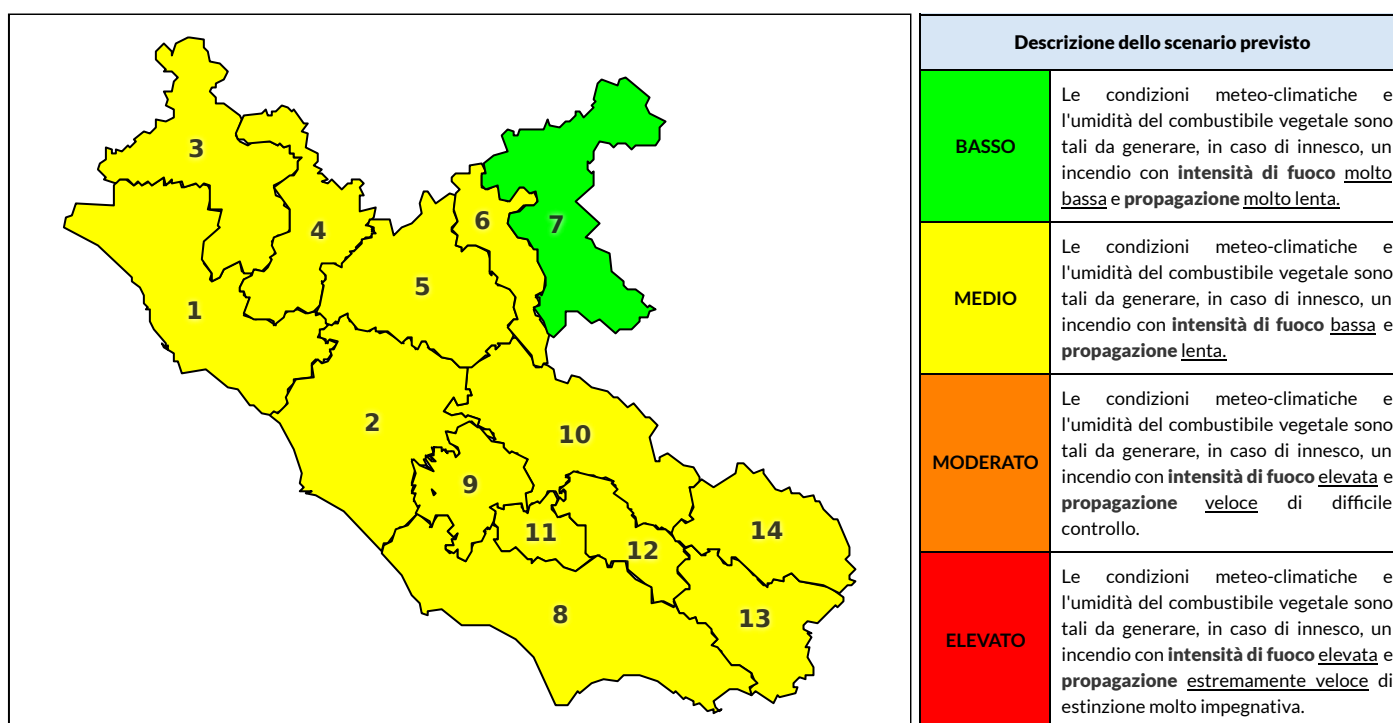 3
4
6
7
5
1
2
10
9
11
12
14
8
13
Descrizione dello scenario previsto
BASSO
Le condizioni meteo-climatiche e
l'umidità del combustibile vegetale sono
tali da generare, in caso di innesco, un
incendio con intensità di fuoco molto
bassa e propagazione molto lenta.
MEDIO
Le condizioni meteo-climatiche e
l'umidità del combustibile vegetale sono
tali da generare, in caso di innesco, un
incendio con intensità di fuoco bassa e
propagazione lenta.
MODERATO
Le condizioni meteo-climatiche e
l'umidità del combustibile vegetale sono
tali da generare, in caso di innesco, un
incendio con intensità di fuoco elevata e
propagazione veloce di difficile
controllo.
ELEVATO
Le condizioni meteo-climatiche e
l'umidità del combustibile vegetale sono
tali da generare, in caso di innesco, un
incendio con intensità di fuoco elevata e
propagazione estremamente veloce di
estinzione molto impegnativa.